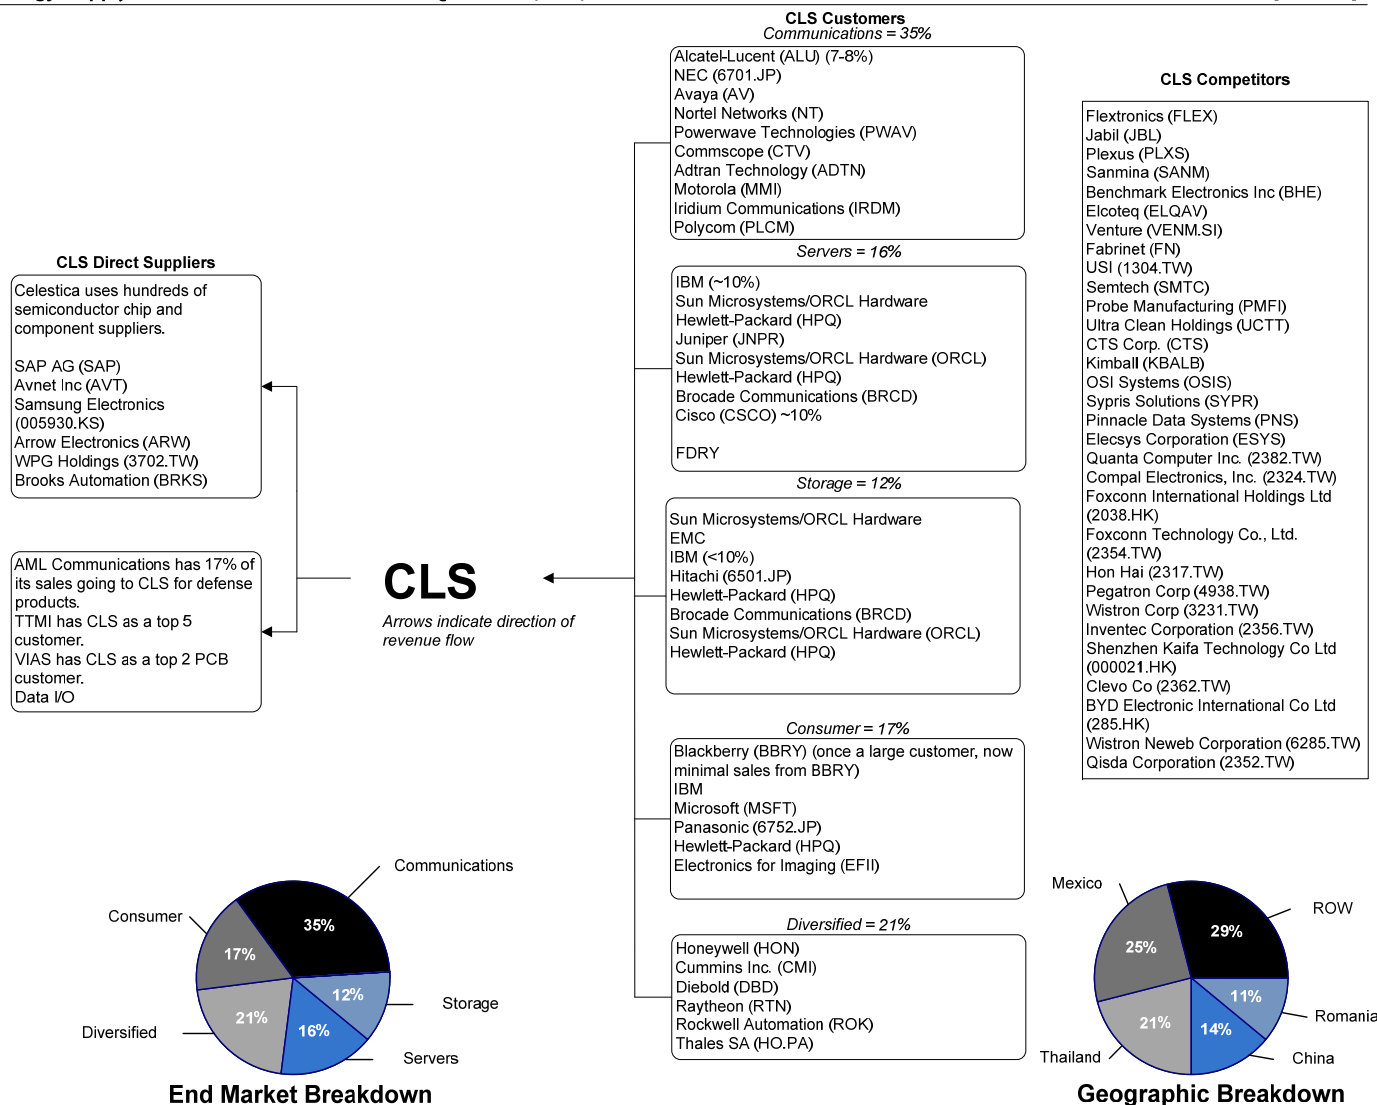 CLS Customers
Communications = 35%
Alcatel-Lucent (ALU) (7-8%)
NEC (6701.JP)
Avaya (AV)
Nortel Networks (NT)
Powerwave Technologies (PWAV)
Commscope (CTV)
Adtran Technology (ADTN)
Motorola (MMI)
Iridium Communications (IRDM)
Polycom (PLCM)
Servers = 16%
IBM (~10%)
Sun Microsystems/ORCL Hardware
Hewlett-Packard (HPQ)
Juniper (JNPR)
Sun Microsystems/ORCL Hardware (ORCL)
Hewlett-Packard (HPQ)
Brocade Communications (BRCD)
Cisco (CSCO) ~10%
FDRY
Storage = 12%
Sun Microsystems/ORCL Hardware
EMC
IBM (<10%)
Hitachi (6501.JP)
Hewlett-Packard (HPQ)
Brocade Communications (BRCD)
Sun Microsystems/ORCL Hardware (ORCL)
Hewlett-Packard (HPQ)
Consumer = 17%
Blackberry (BBRY) (once a large customer, now
minimal sales from BBRY)
IBM
Microsoft (MSFT)
Panasonic (6752.JP)
Hewlett-Packard (HPQ)
Electronics for Imaging (EFII)
Diversified = 21%
Honeywell (HON)
Cummins Inc. (CMI)
Diebold (DBD)
Raytheon (RTN)
Rockwell Automation (ROK)
Thales SA (HO.PA)
CLS Direct Suppliers
Celestica uses hundreds of
semiconductor chip and
component suppliers.
SAP AG (SAP)
Avnet Inc (AVT)
Samsung Electronics
(005930.KS)
Arrow Electronics (ARW)
WPG Holdings (3702.TW)
Brooks Automation (BRKS)
AML Communications has 17% of
its sales going to CLS for defense
products.
TTMI has CLS as a top 5
customer.
VIAS has CLS as a top 2 PCB
customer.
Data I/O
CLS
Arrows indicate direction of
revenue flow
CLS Competitors
Flextronics (FLEX)
Jabil (JBL)
Plexus (PLXS)
Sanmina (SANM)
Benchmark Electronics Inc (BHE)
Elcoteq (ELQAV)
Venture (VENM.SI)
Fabrinet (FN)
USI (1304.TW)
Semtech (SMTC)
Probe Manufacturing (PMFI)
Ultra Clean Holdings (UCTT)
CTS Corp. (CTS)
Kimball (KBALB)
OSI Systems (OSIS)
Sypris Solutions (SYPR)
Pinnacle Data Systems (PNS)
Elecsys Corporation (ESYS)
Quanta Computer Inc. (2382.TW)
Compal Electronics, Inc. (2324.TW)
Foxconn International Holdings Ltd
(2038.HK)
Foxconn Technology Co., Ltd.
(2354.TW)
Hon Hai (2317.TW)
Pegatron Corp (4938.TW)
Wistron Corp (3231.TW)
Inventec Corporation (2356.TW)
Shenzhen Kaifa Technology Co Ltd
(000021.HK)
Clevo Co (2362.TW)
BYD Electronic International Co Ltd
(285.HK)
Wistron Neweb Corporation (6285.TW)
Qisda Corporation (2352.TW)
Communications
Consumer
35%
17%
12%
Storage
21%
16%
Diversified
Servers
End Market Breakdown
Mexico
ROW
29%
25%
11%
Romania
21%
14%
Thailand
China
Geographic Breakdown